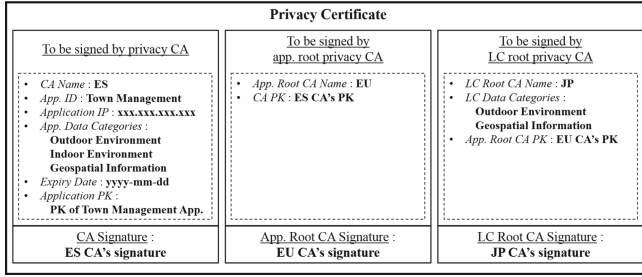 Privacy Certificate
To be signed by privacy CA
• CA Name : ES
• App. ID : Town Management
• Application IP : xxx.xxx.xxx.xxx
• App. Data Categories :
Outdoor Environment
Indoor Environment
Geospatial Information
• Expiry Date : yyyy-mm-dd
• Application PK :
PK of Town Management App.
CA Signature :
ES CA's signature
To be signed by
app. root privacy CA
• App. Root CA Name : EU
• CA PK : ES CA's PK
App. Root CA Signature :
EU CA's signature
To be signed by
LC root privacy CA
• LC Root CA Name : JP
• LC Data Categories :
Outdoor Environment
Geospatial Information
• App. Root CA PK : EU CA's PK
LC Root CA Signature :
JP CA's signature